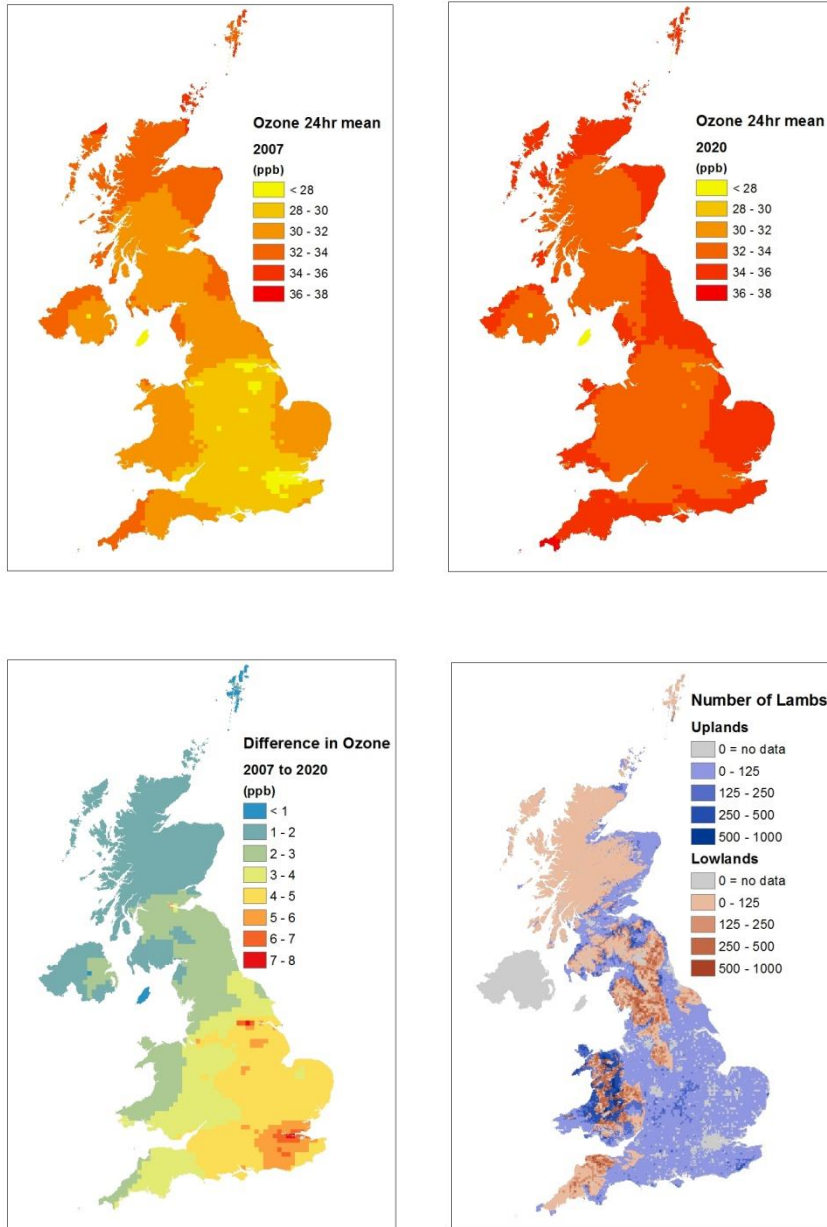 Ozone 24hr mean
2007
(ppb)
< 28
28 - 30
30 - 32
32 - 34
34 - 36
36 - 38
Ozone 24hr mean
2020
(ppb)
< 28
28 - 30
30 - 32
32 - 34
34 - 36
36 - 38
Difference in Ozone
2007 to 2020
(ppb)
< 1
1 - 2
2 - 3
3 - 4
4 - 5
5 - 6
6 - 7
7 - 8
Number of Lambs
Uplands
0 = no data
0 - 125
125 - 250
250 - 500
500 - 1000
Lowlands
0 = no data
0 - 125
125 - 250
250 - 500
500 - 1000